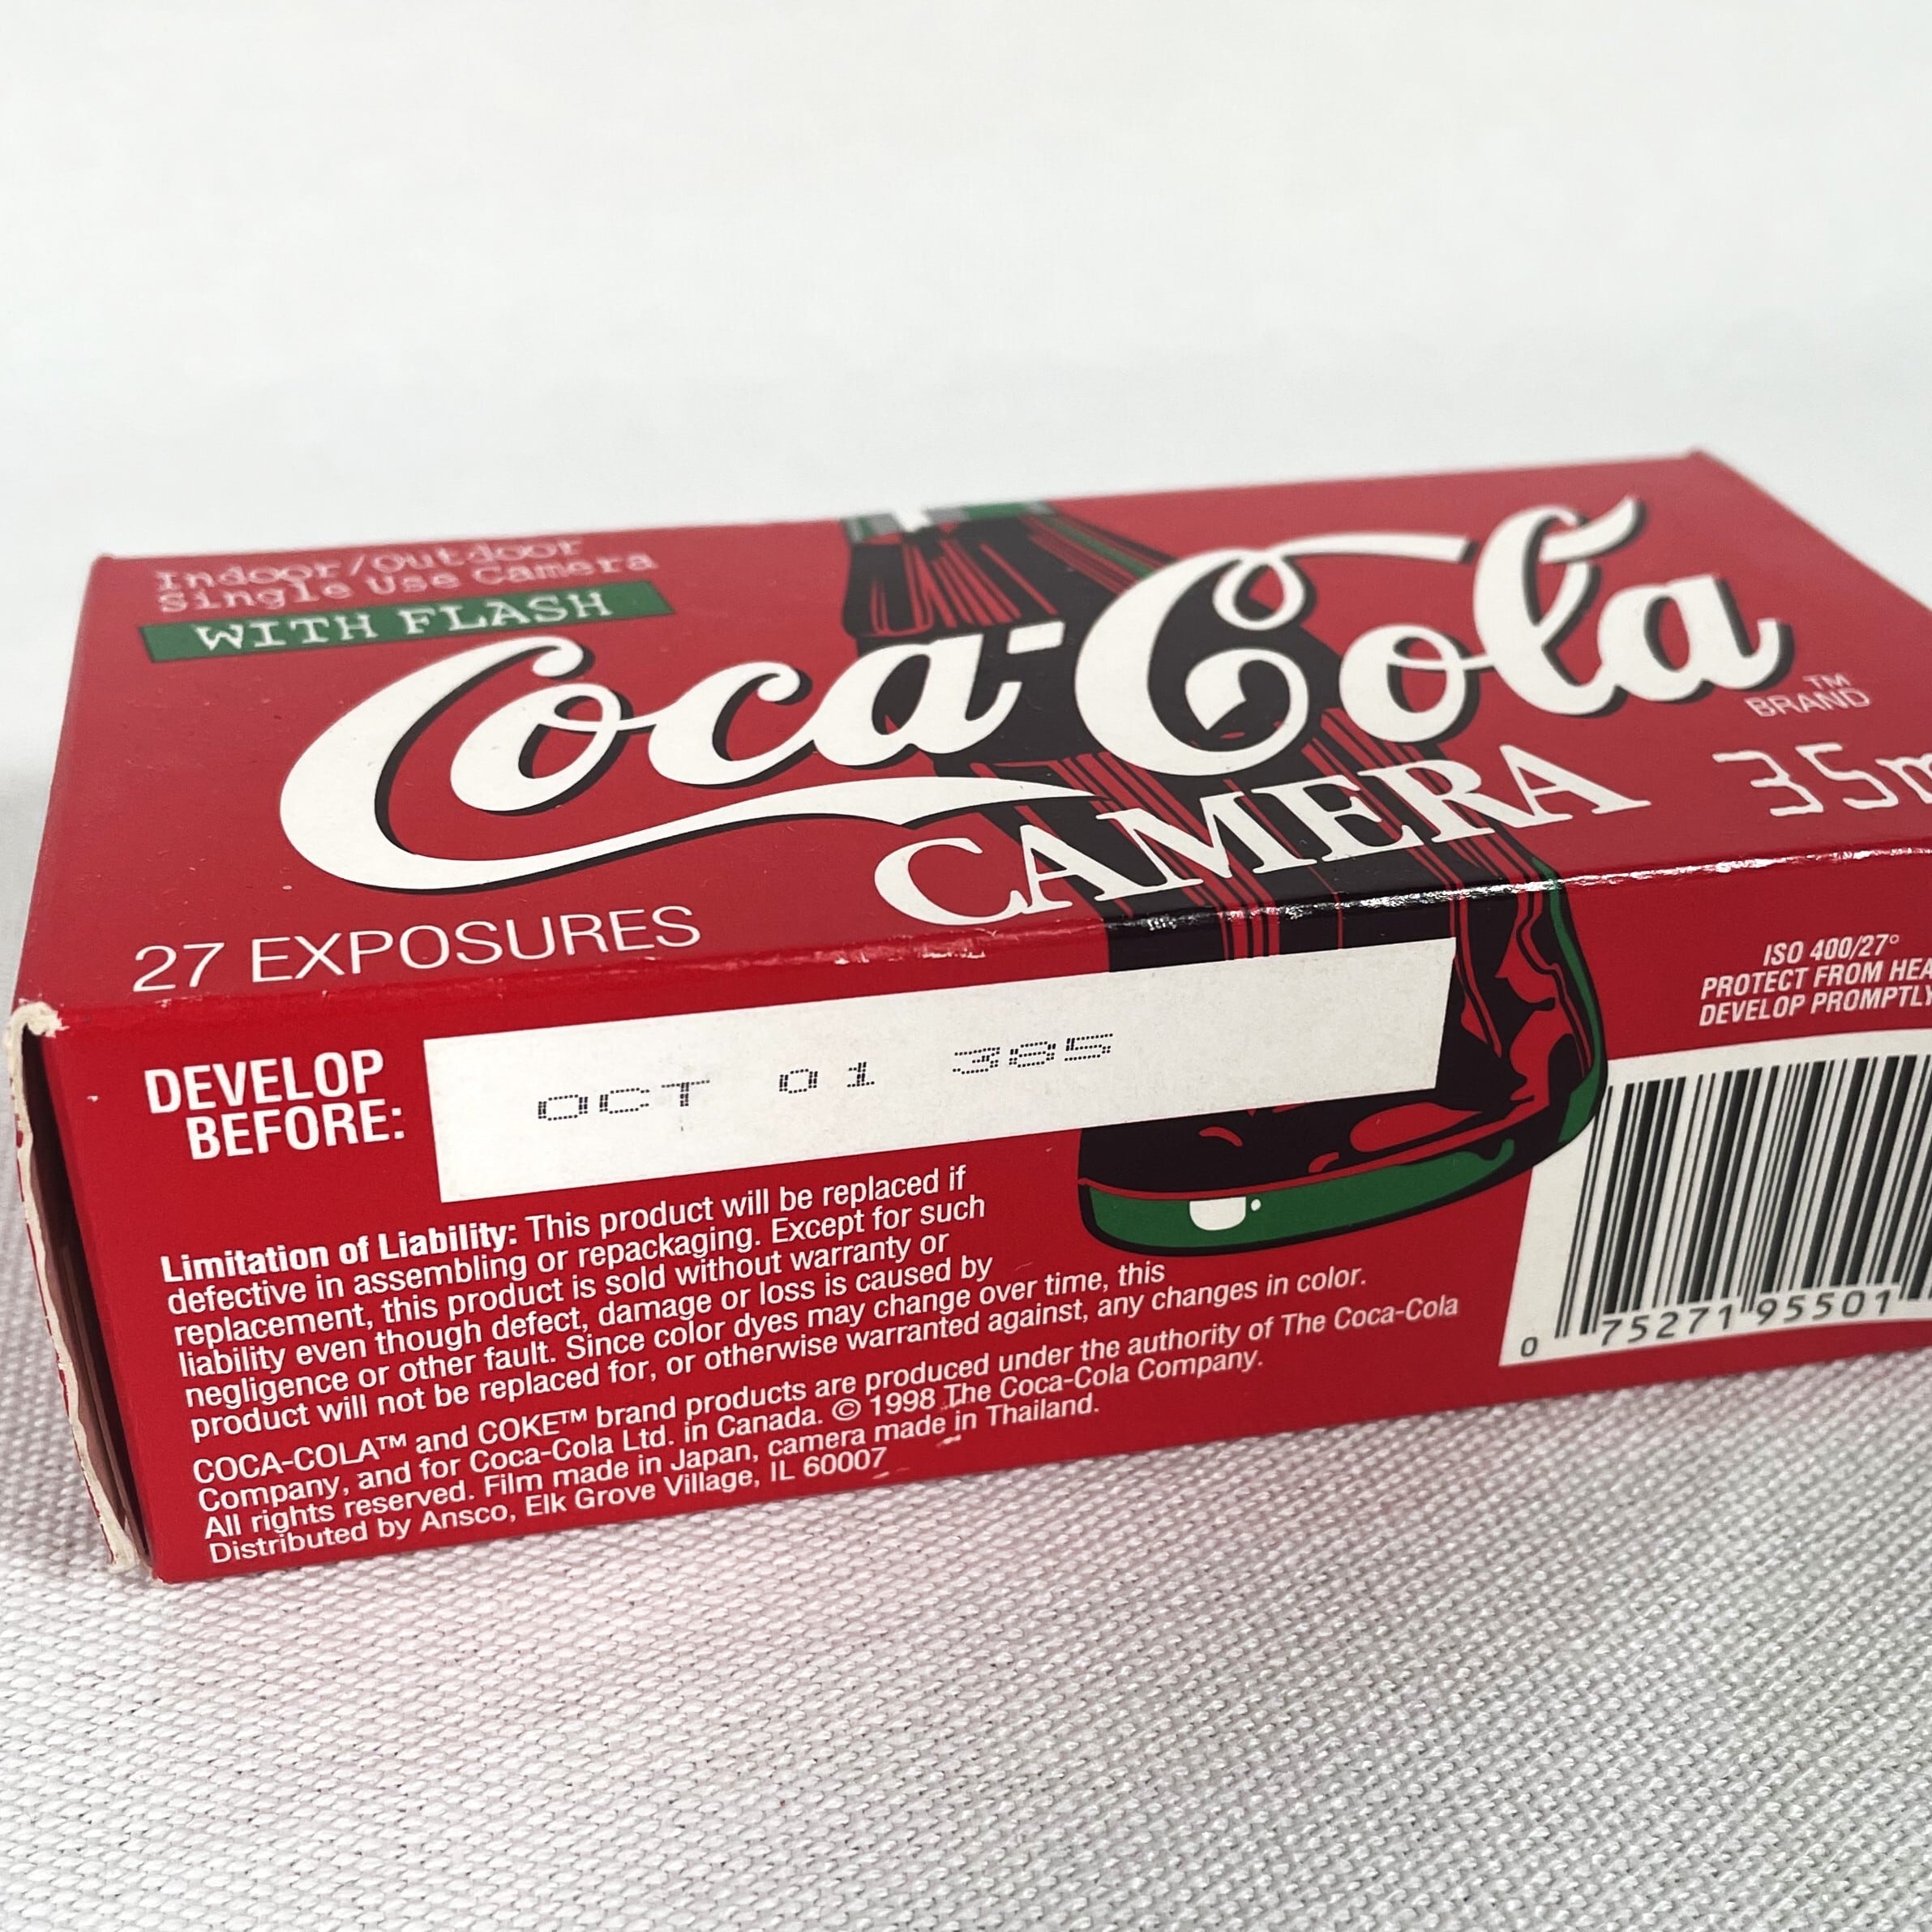 Indoor/Outdoor
Single Use Camera
WITH FLASH
Coca-Cola
TM
BRAND
CAMERA
35m
27 EXPOSURES
DEVELOP
BEFORE:
OCT 01 385
ISO 400/27°
PROTECT FROM HEA
DEVELOP PROMPTLY
Limitation of Liability: This product will be replaced if
defective in assembling or repackaging. Except for such
replacement, this product is sold without warranty or
liability even though defect, damage or loss is caused by
negligence or other fault. Since color dyes may change over time, this
product will not be replaced for, or otherwise warranted against, any changes in color.
COCA-COLA™ and COKE™ brand products are produced under the authority of The Coca-Cola
Company, and for Coca-Cola Ltd. in Canada. © 1998 The Coca-Cola Company.
All rights reserved. Film made in Japan, camera made in Thailand.
Distributed by Ansco, Elk Grove Village, IL 60007
0 75271 95501